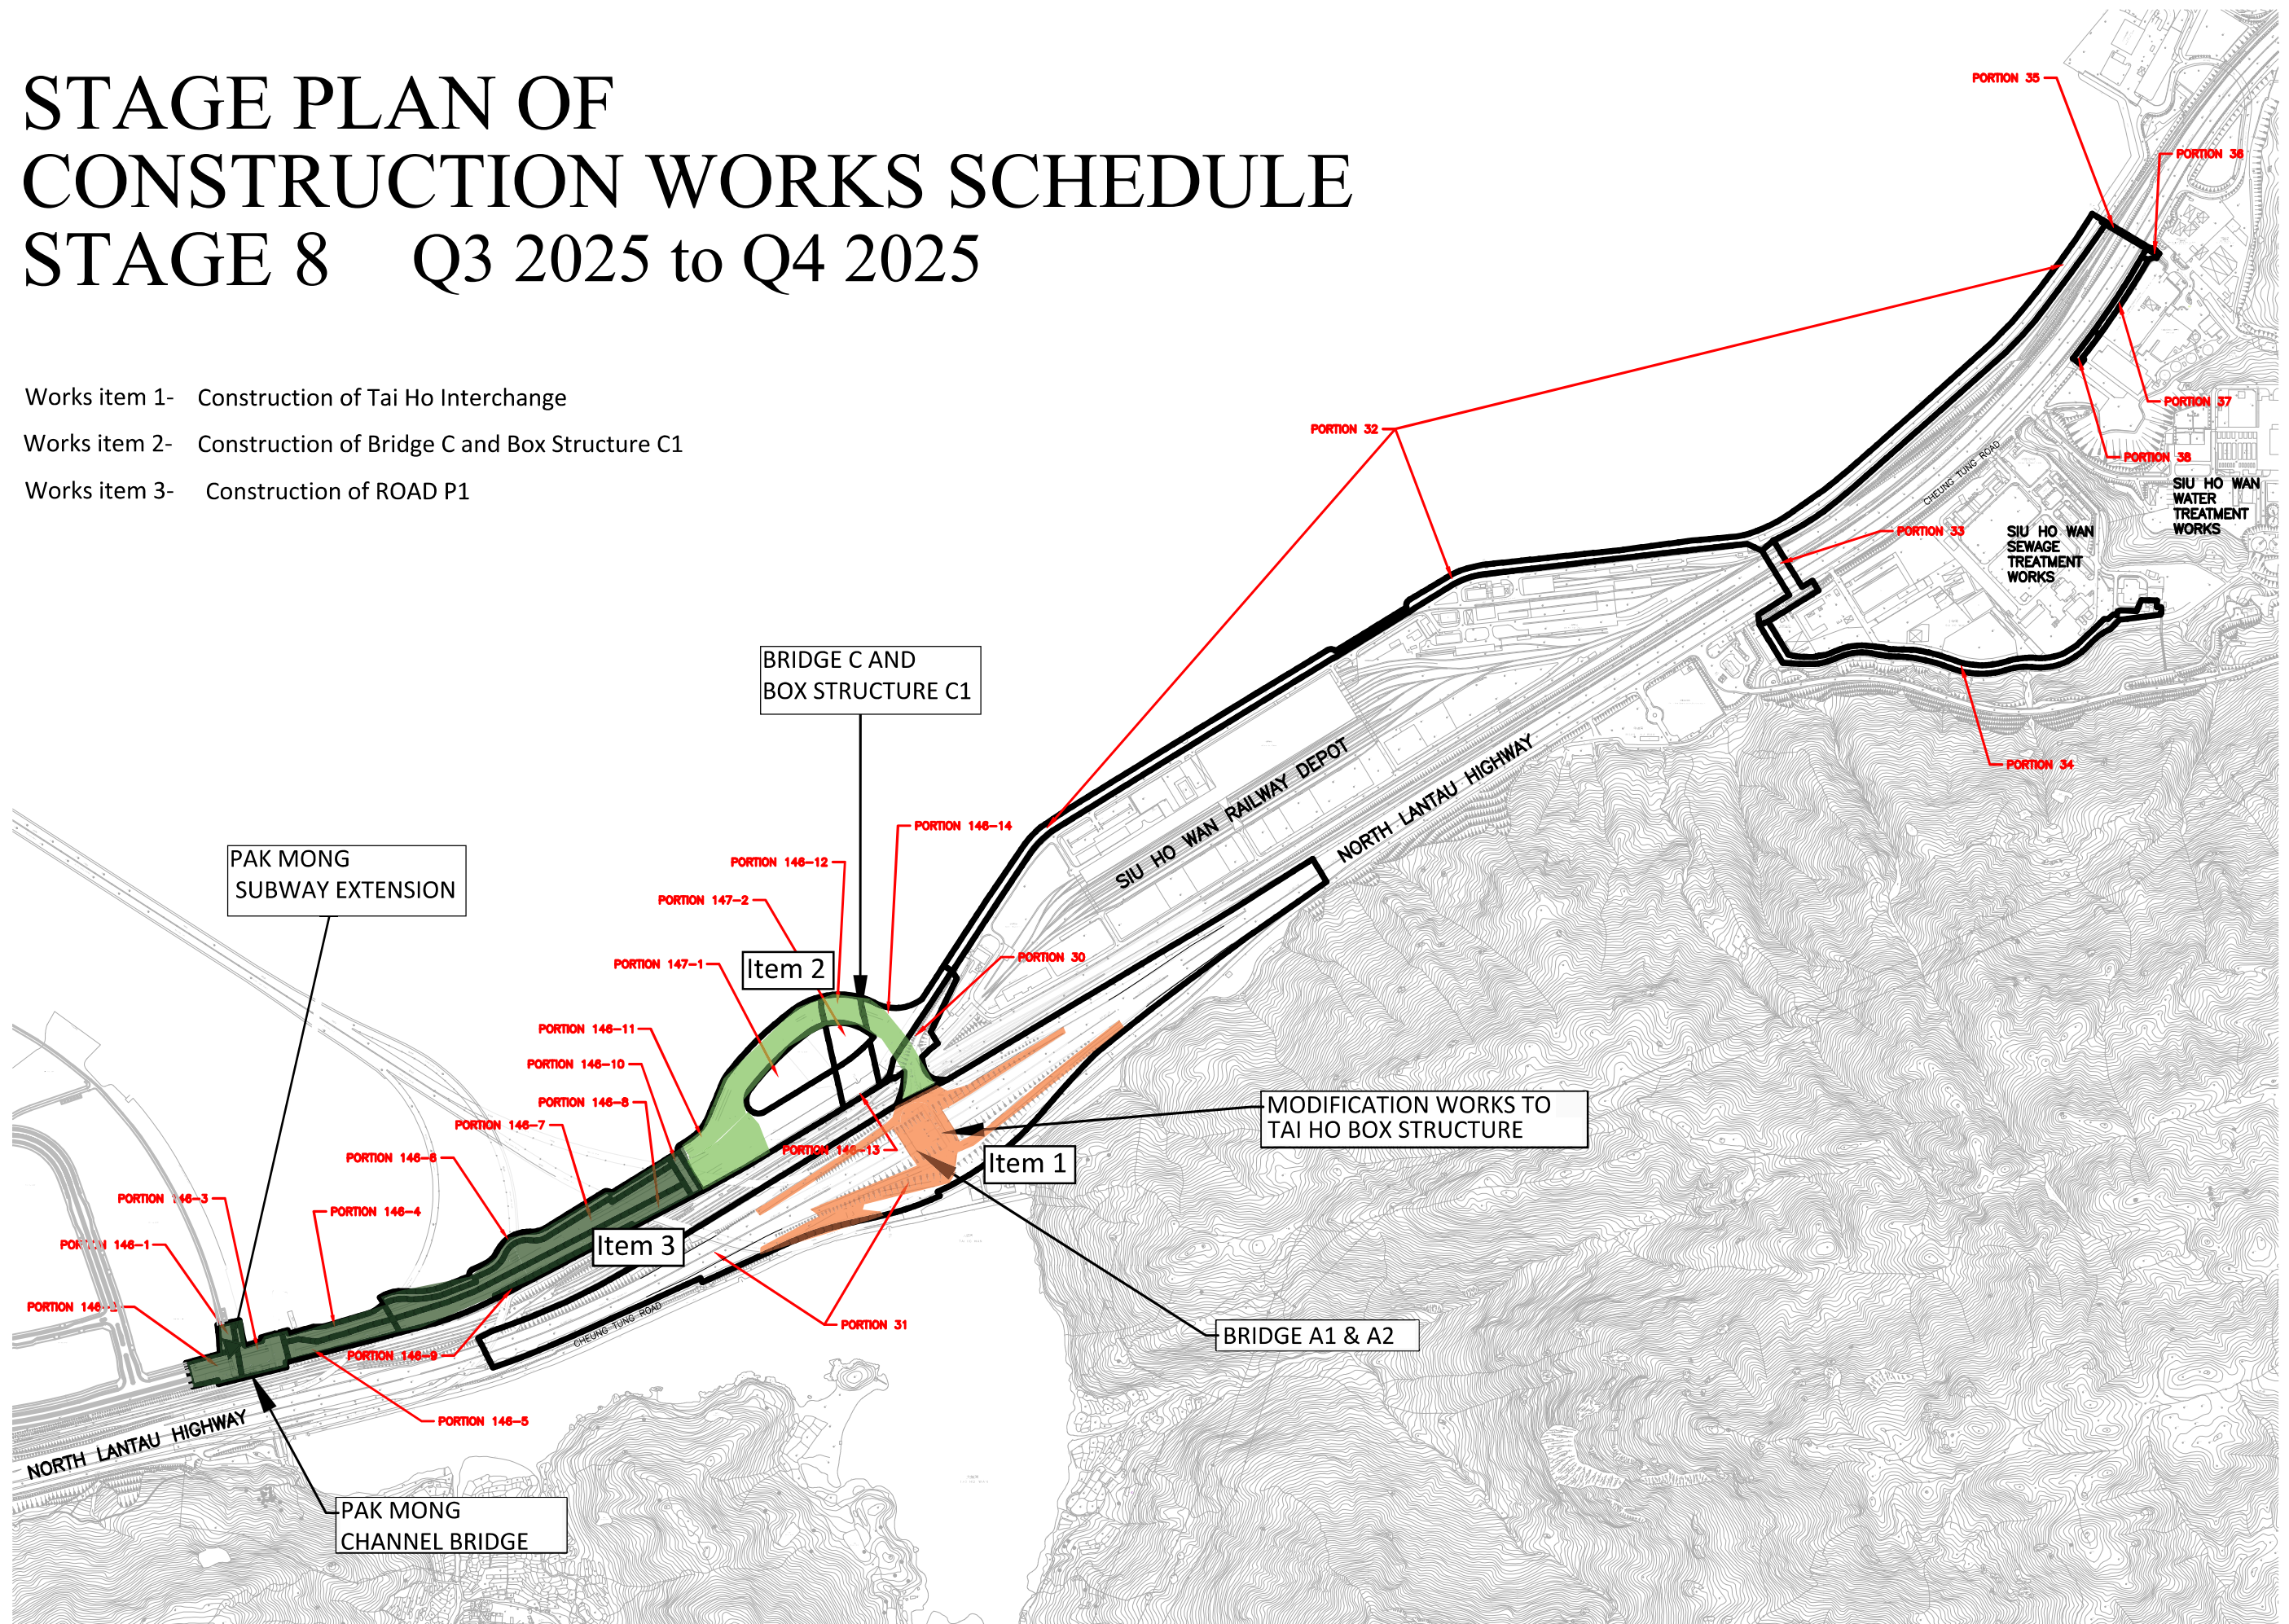 STAGE PLAN OF
CONSTRUCTION WORKS SCHEDULE
STAGE 8 Q3 2025 to Q4 2025
Works item 1- Construction of Tai Ho Interchange
Works item 2- Construction of Bridge C and Box Structure C1
Works item 3- Construction of ROAD P1
PORTION 35
PORTION 36
PORTION 37
PORTION 32
PORTION 38
CHEUNG TUNG ROAD
SIU HO WAN
WATER
TREATMENT
WORKS
PORTION 33
SIU HO WAN
SEWAGE
TREATMENT
WORKS
PORTION 34
BRIDGE C AND
BOX STRUCTURE C1
SIU HO WAN RAILWAY DEPOT
NORTH LANTAU HIGHWAY
PORTION 146-14
PAK MONG
SUBWAY EXTENSION
PORTION 146-12
PORTION 147-2
PORTION 147-1
Item 2
PORTION 30
PORTION 146-11
PORTION 146-10
PORTION 146-8
PORTION 146-7
MODIFICATION WORKS TO
TAI HO BOX STRUCTURE
PORTION 146-13
PORTION 146-6
Item 1
PORTION 146-3
PORTION 146-4
PORTION 146-1
Item 3
PORTION 146-2
CHEUNG TUNG ROAD
PORTION 31
BRIDGE A1 & A2
PORTION 146-9
PORTION 146-5
NORTH LANTAU HIGHWAY
PAK MONG
CHANNEL BRIDGE